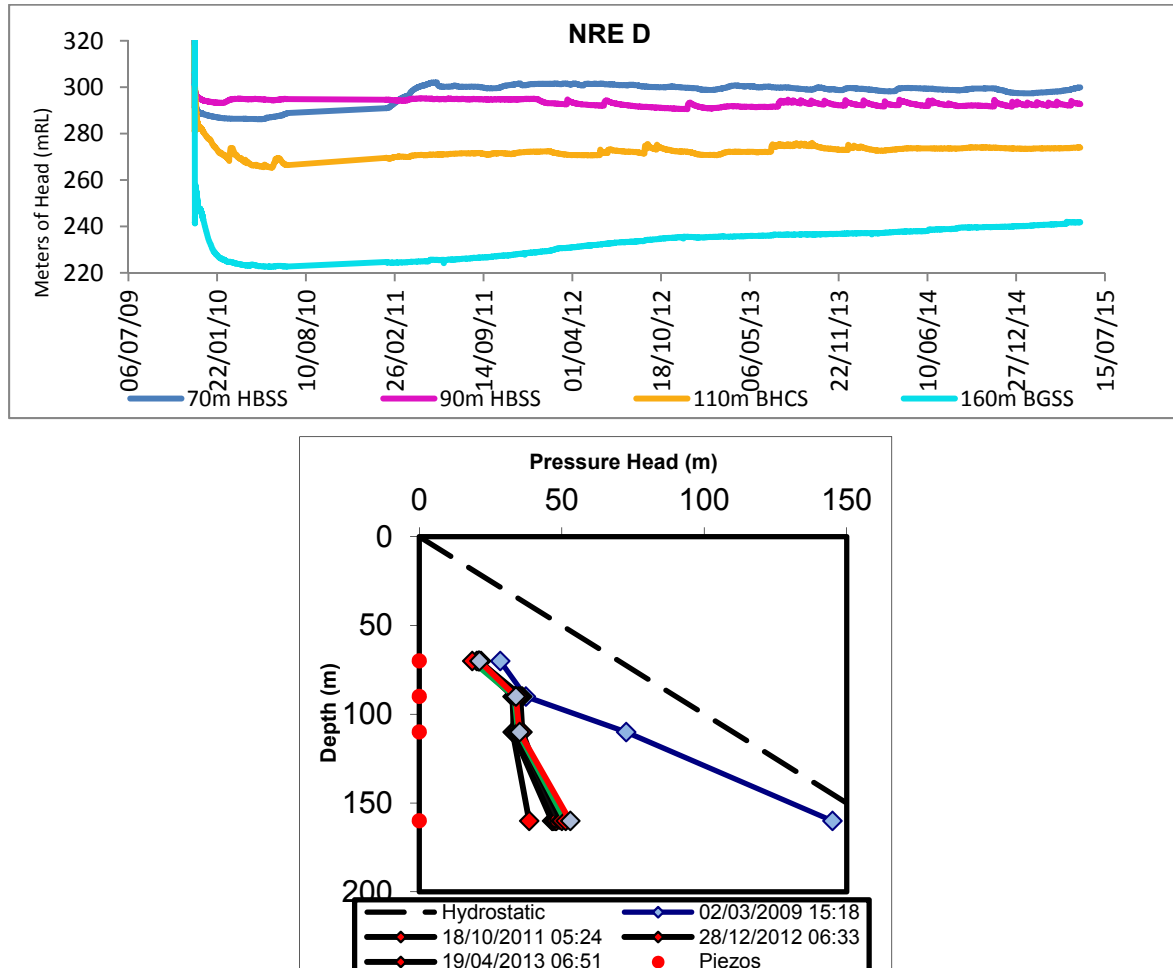 NRE D
Meters of Head (mRL)
320
300
280
260
240
220
06/07/09
22/01/10
10/08/10
26/02/11
14/09/11
01/04/12
18/10/12
06/05/13
22/11/13
10/06/14
27/12/14
15/07/15
70m HBSS 90m HBSS 110m BHCS 160m BGSS
Pressure Head (m)
0 50 100 150
Depth (m)
0
50
100
150
200
Hydrostatic 02/03/2009 15:18
18/10/2011 05:24 28/12/2012 06:33
19/04/2013 06:51 Piezos